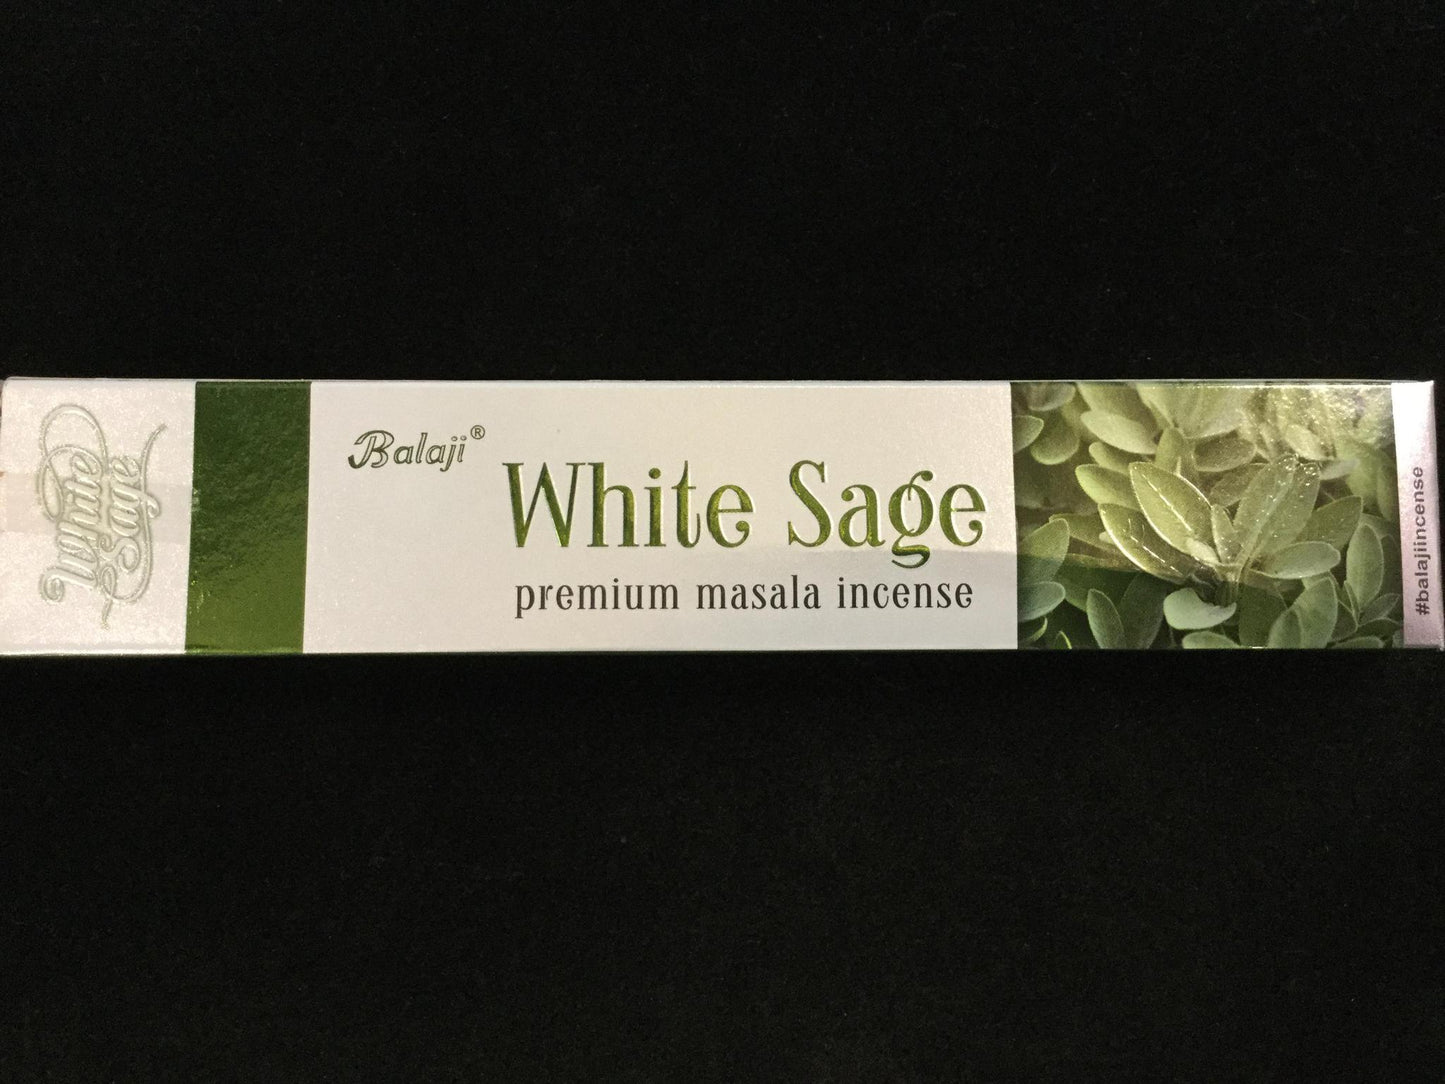 White
Sage
Balaji®
White Sage
premium masala incense
#balajiincense